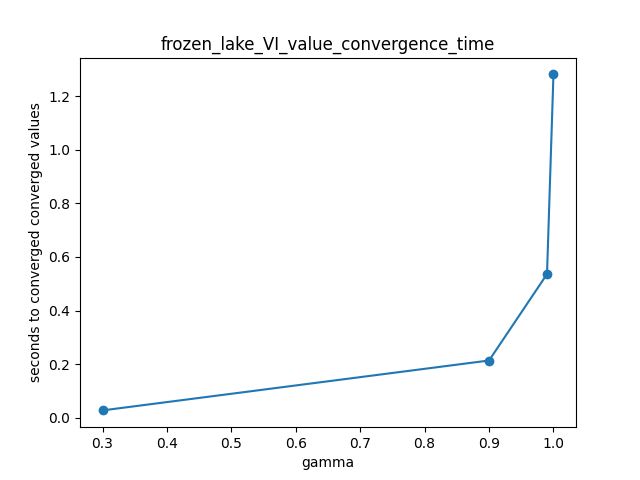 frozen_lake_VI_value_convergence_time
seconds to converged converged values
1.2
1.0
0.8
0.6
0.4
0.2
0.0
0.3 0.4 0.5 0.6 0.7 0.8 0.9 1.0
gamma